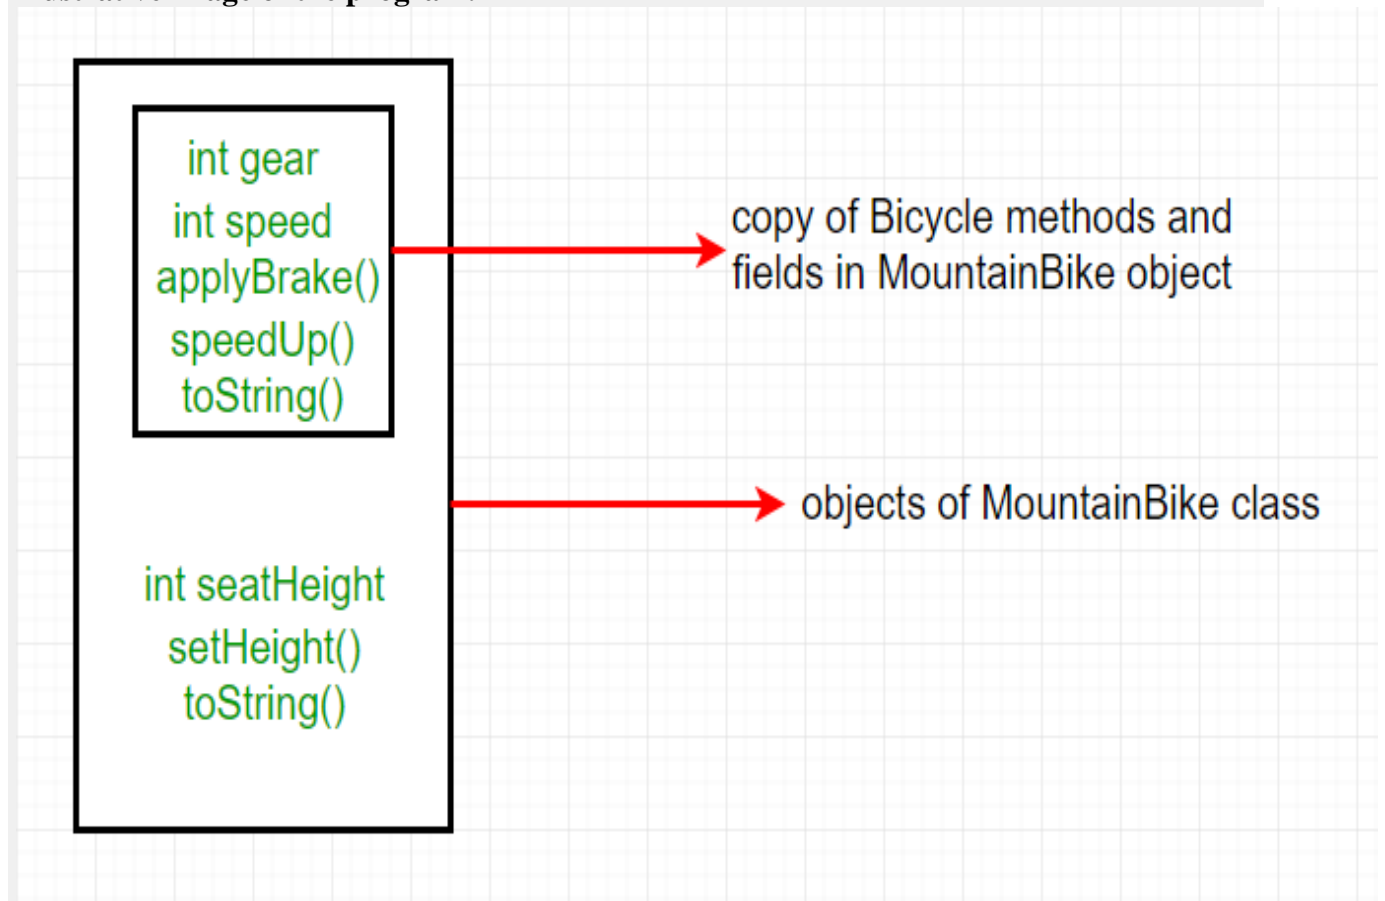 int gear
int speed
applyBrake()
speedUp()
toString()
copy of Bicycle methods and
fields in MountainBike object
objects of MountainBike class
int seatHeight
setHeight()
toString()